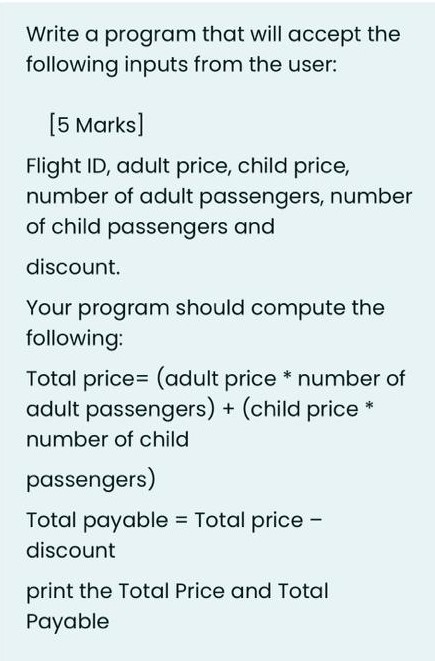 Write a program that will accept the
following inputs from the user:
[5 Marks]
Flight ID, adult price, child price,
number of adult passengers, number
of child passengers and
discount.
Your program should compute the
following:
Total price= (adult price * number of
adult passengers) + (child price *
number of child
passengers)
Total payable = Total price –
discount
print the Total Price and Total
Payable